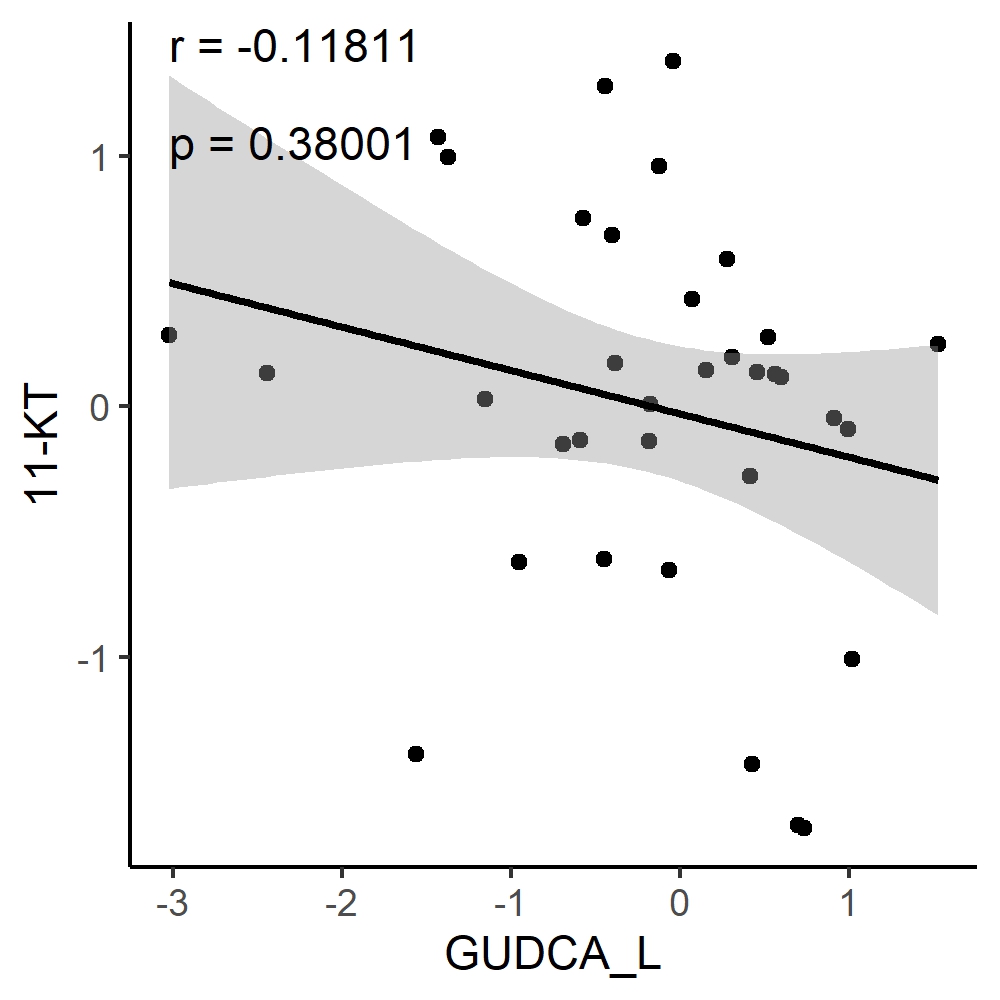 r = -0.11811
p = 0.38001
1
0
-1
11-KT
-3 -2 -1 0 1
GUDCA_L